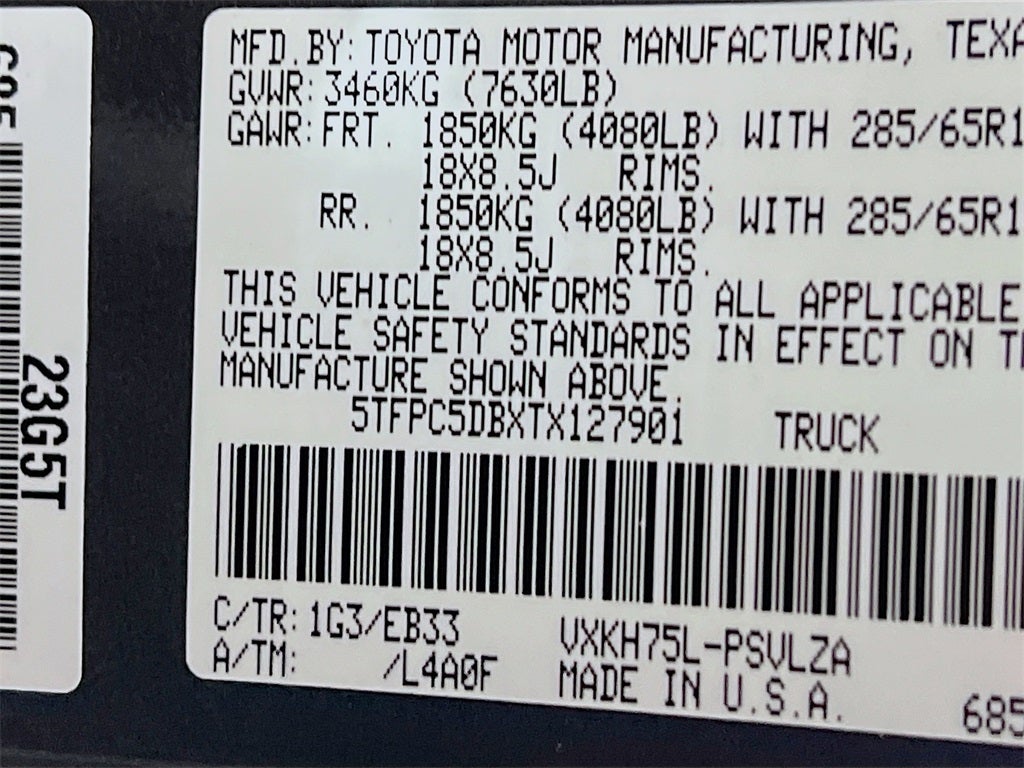 MFD.BY: TOYOTA MOTOR MANUFACTURING, TEXA
GVWR: 3460KG (7630LB)
GAWR: FRT. 1850KG (4080LB) WITH 285/65R1
18X8.5J RIMS.
RR. 1850KG (4080LB) WITH 285/65R1
18X8.5J RIMS.
THIS VEHICLE CONFORMS TO ALL APPLICABLE
VEHICLE SAFETY STANDARDS IN EFFECT ON T
MANUFACTURE SHOWN ABOVE.
5TFPC5DBXTX127901 TRUCK
C/TR: 1G3/EB33 VXKH75L-PSVLZA
A/TM: /L4A0F MADE IN U.S.A.
685
23G5T